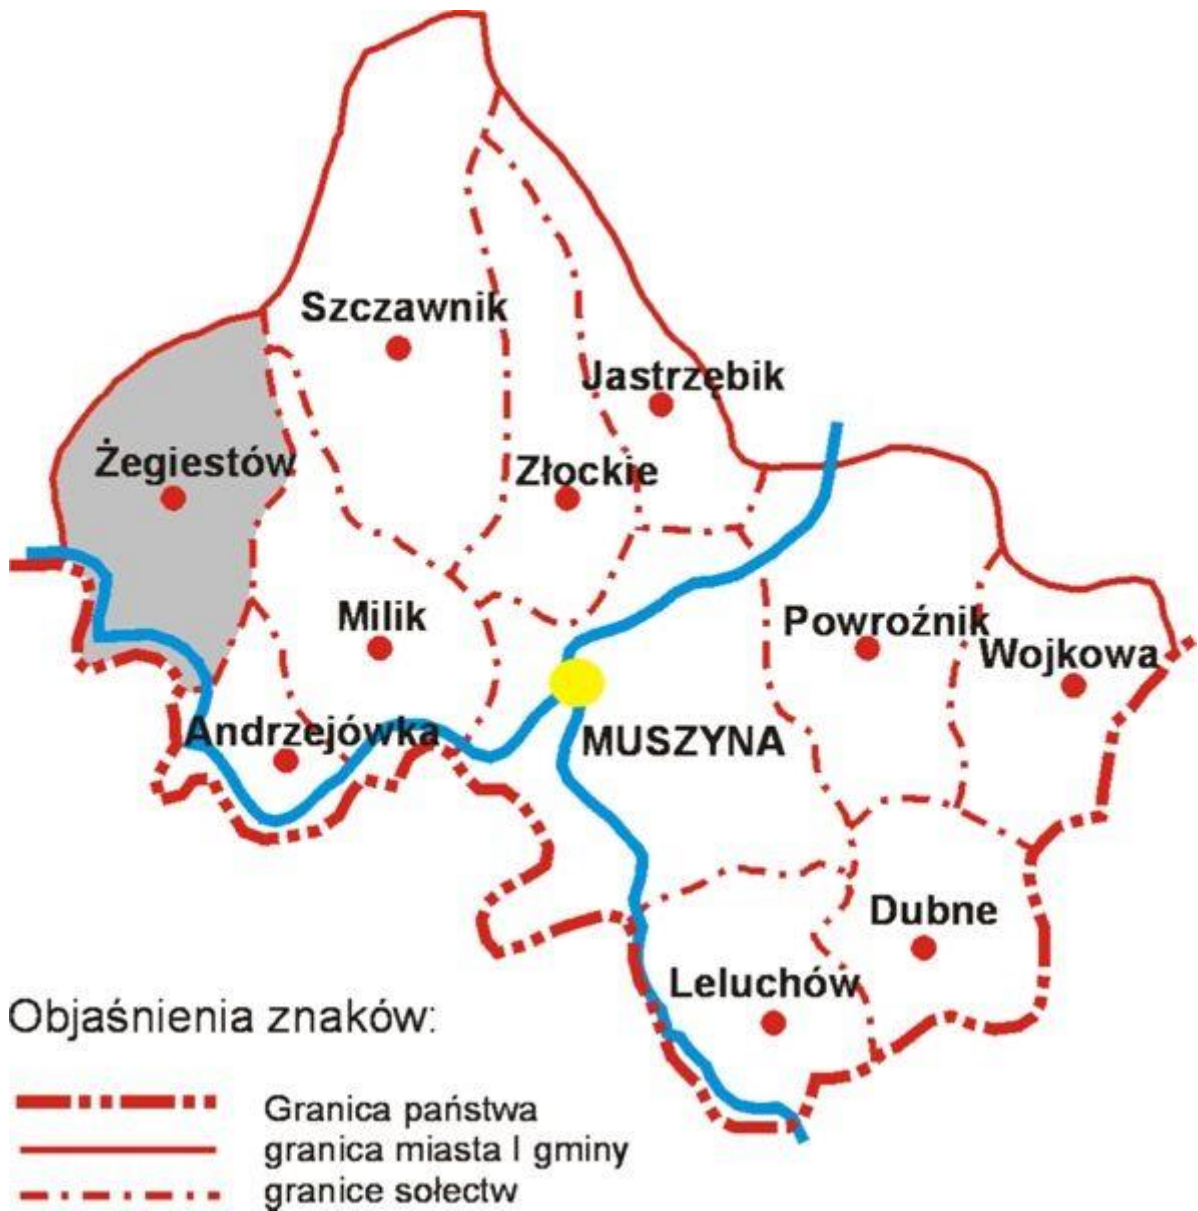 Szczawnik
Jastrzębik
Żegiestów
Złockie
Milik
Powroźnik
Wojkowa
Andrzejówka
MUSZYNA
Dubne
Leluchów
Objaśnienia znaków:
Granica państwa
granica miasta I gminy
granice sołectw